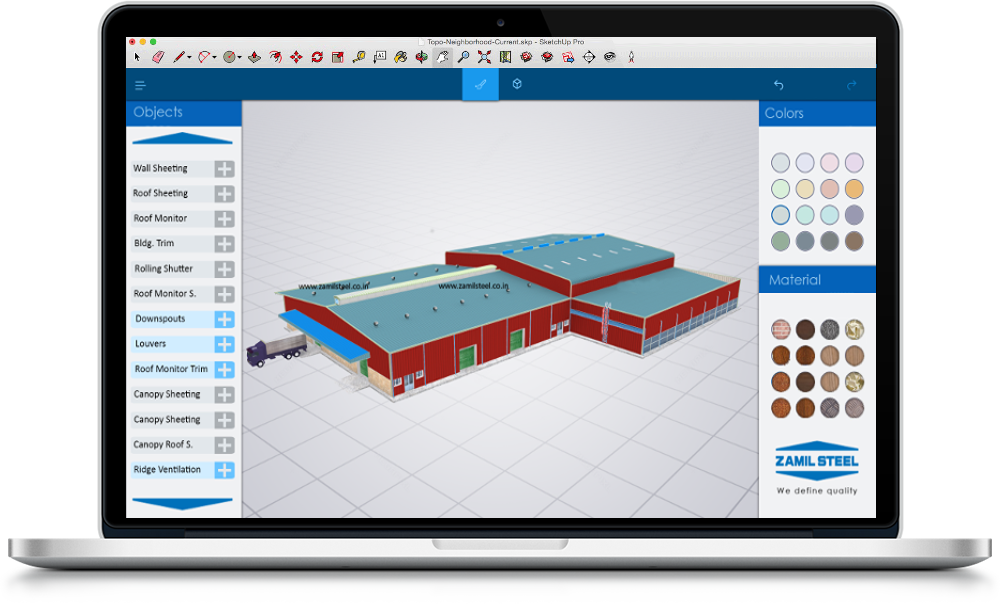 Topo-Neighborhood-Current.skp - SketchUp Pro
A1
Objects
Wall Sheeting
Roof Sheeting
Roof Monitor
Bldg. Trim
Rolling Shutter
Roof Monitor S.
Downspouts
Louvers
Roof Monitor Trim
Canopy Sheeting
Canopy Sheeting
Canopy Roof S.
Ridge Ventilation
www.zamilsteel.co.in
www.zamilsteel.co.in
Colors
Material
ZAMIL STEEL
We define quality